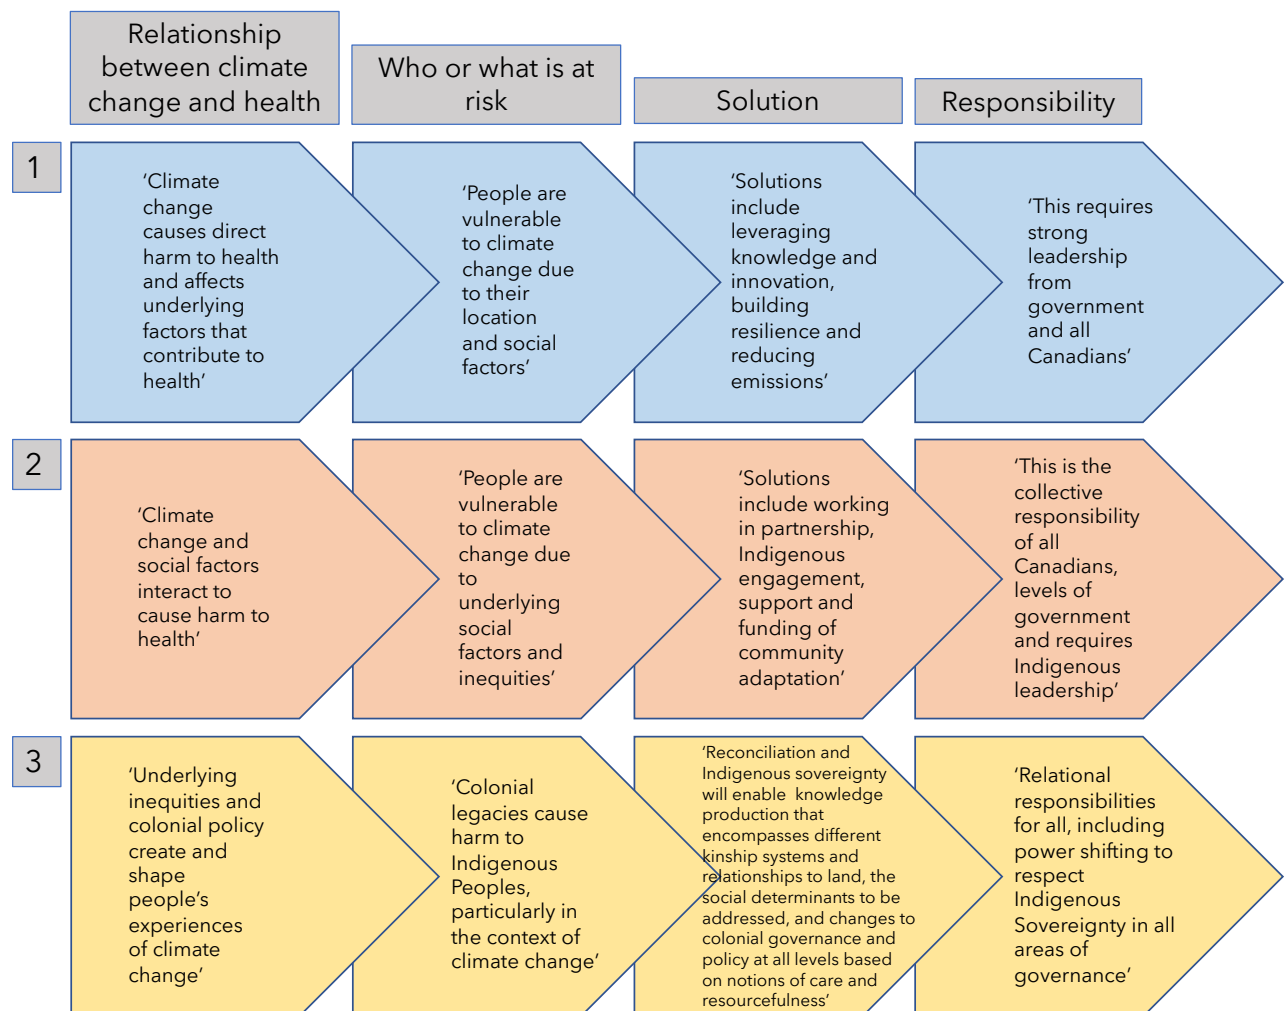 Relationship
between climate
change and health
Who or what is at
risk
Solution
Responsibility
1
‘Climate
change
causes direct
harm to health
and affects
underlying
factors that
contribute to
health’
‘People are
vulnerable
to climate
change due
to their
location
and social
factors’
‘Solutions
include
leveraging
knowledge and
innovation,
building
resilience and
reducing
emissions’
‘This requires
strong
leadership
from
government
and all
Canadians’
2
‘Climate
change and
social factors
interact to
cause harm to
health’
‘People are
vulnerable
to climate
change due
to
underlying
social
factors and
inequities’
‘Solutions
include working
in partnership,
Indigenous
engagement,
support and
funding of
community
adaptation’
‘This is the
collective
responsibility
of all
Canadians,
levels of
government
and requires
Indigenous
leadership’
3
‘Underlying
inequities and
colonial policy
create and
shape
people’s
experiences
of climate
change’
‘Colonial
legacies cause
harm to
Indigenous
Peoples,
particularly in
the context of
climate change’
‘Reconciliation and
Indigenous sovereignty
will enable knowledge
production that
encompasses different
kinship systems and
relationships to land, the
social determinants to be
addressed, and changes to
colonial governance and
policy at all levels based
on notions of care and
resourcefulness’
‘Relational
responsibilities
for all, including
power shifting to
respect
Indigenous
Sovereignty in all
areas of
governance’